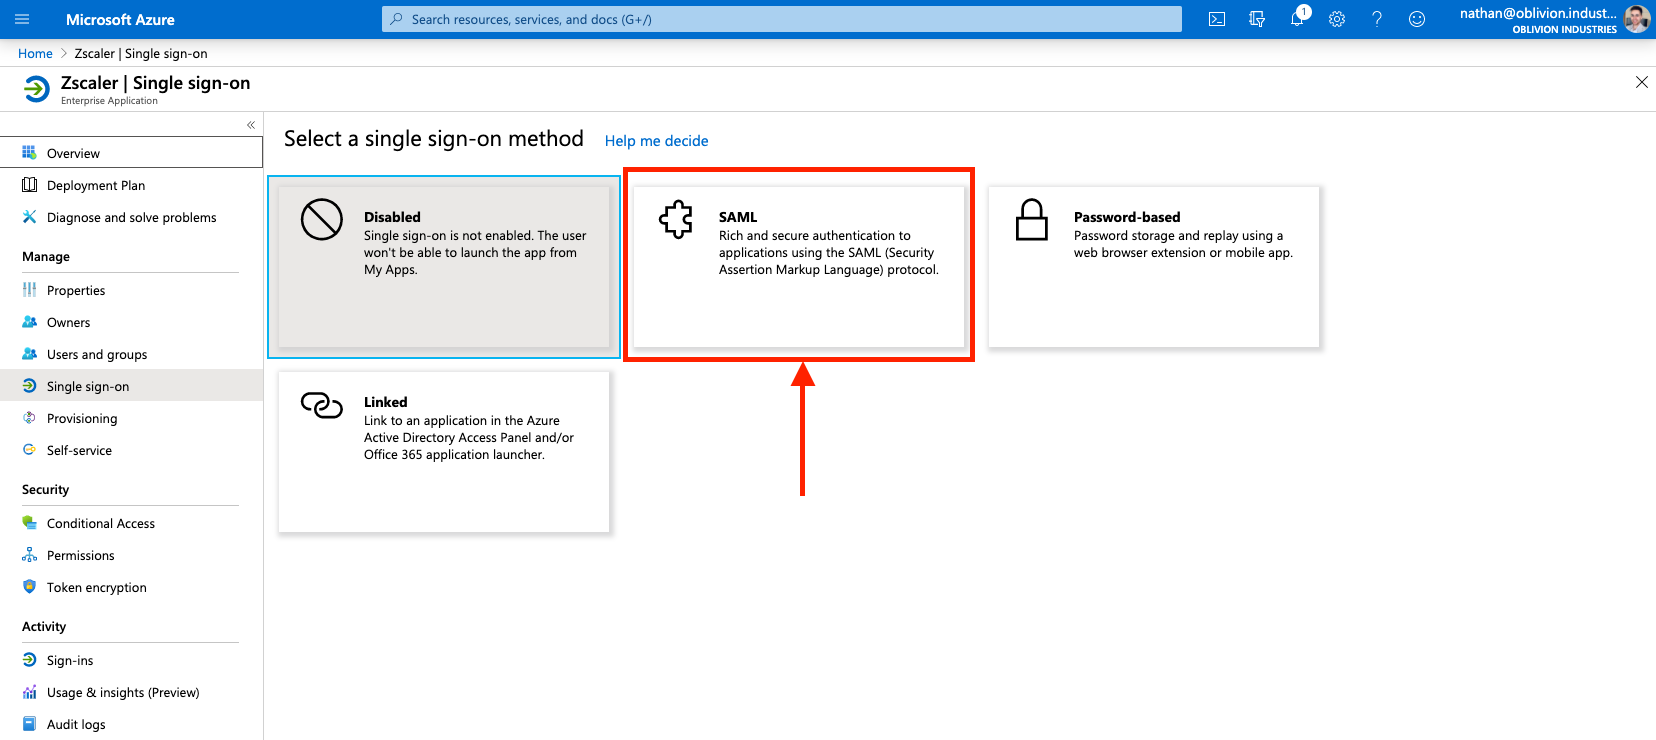 Microsoft Azure
Search resources, services, and docs (G+/)
1
nathan@oblivion.indust...
OBLIVION INDUSTRIES
Home > Zscaler | Single sign-on
Zscaler | Single sign-on
Enterprise Application
«
Overview
Deployment Plan
Diagnose and solve problems
Manage
Properties
Owners
Users and groups
Single sign-on
Provisioning
Self-service
Security
Conditional Access
Permissions
Token encryption
Activity
Sign-ins
Usage & insights (Preview)
Audit logs
Select a single sign-on method
Help me decide
Disabled
Single sign-on is not enabled. The user
won't be able to launch the app from
My Apps.
SAML
Rich and secure authentication to
applications using the SAML (Security
Assertion Markup Language) protocol.
Password-based
Password storage and replay using a
web browser extension or mobile app.
Linked
Link to an application in the Azure
Active Directory Access Panel and/or
Office 365 application launcher.